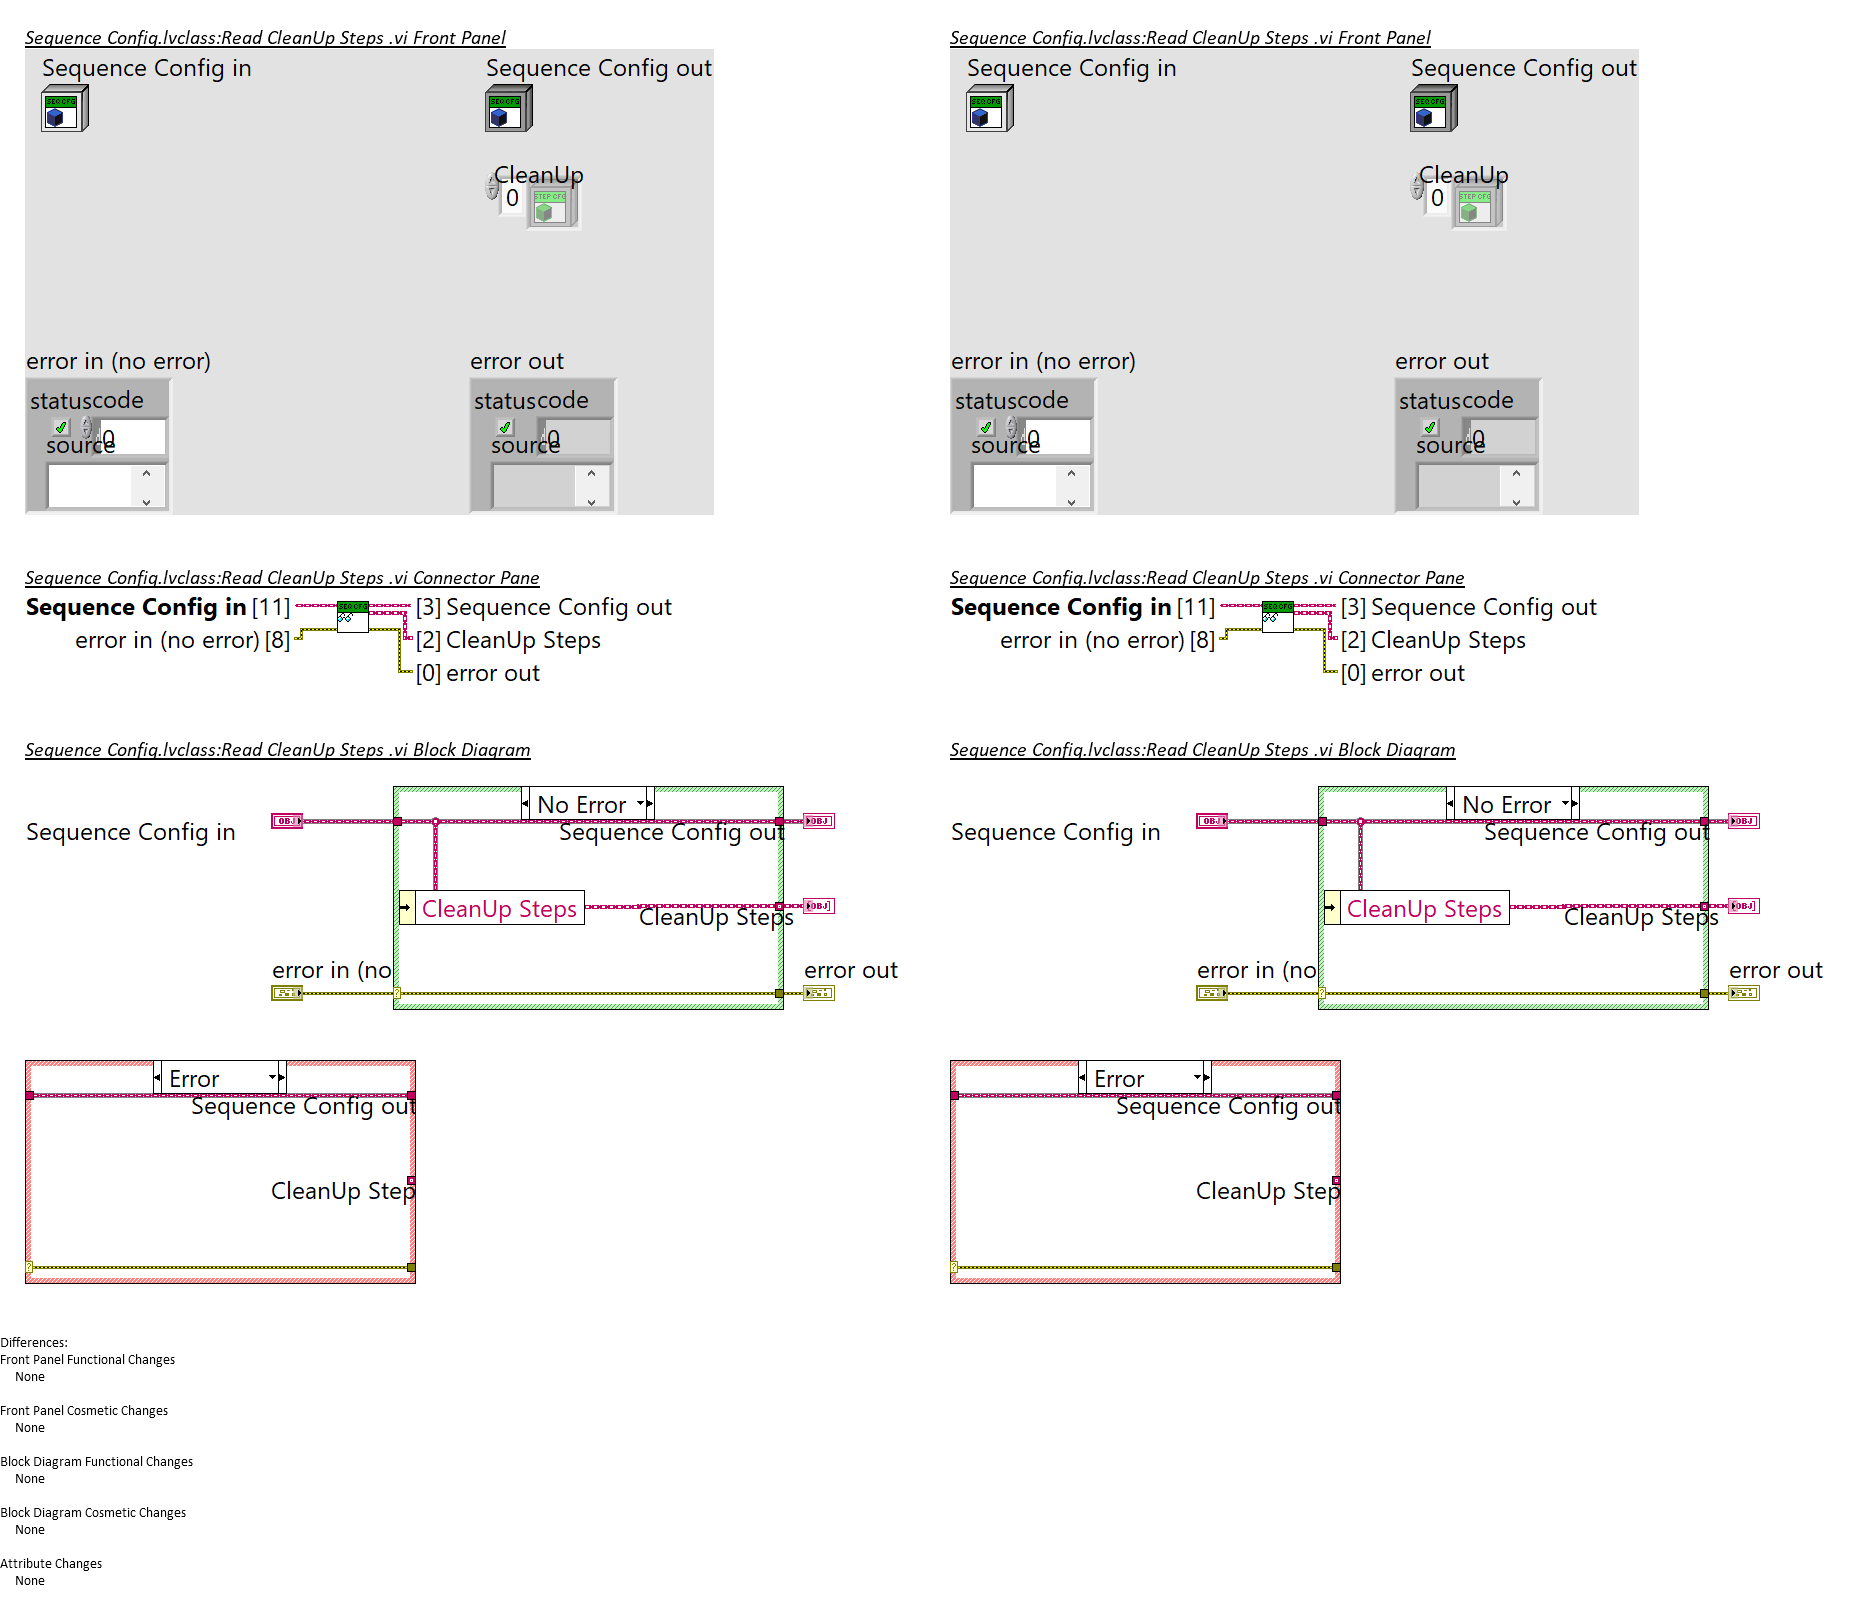 Sequence Config.lvclass:Read CleanUp Steps .vi Front Panel
Sequence Config in
Sequence Config out
SEQ CFG
SEQ CFG
CleanUp
0
STEP CFG
error in (no error)
error out
status code
0
source
status code
0
source
Sequence Config.lvclass:Read CleanUp Steps .vi Connector Pane
Sequence Config in [11]
SEQ CFG
[3] Sequence Config out
error in (no error) [8]
[2] CleanUp Steps
[0] error out
Sequence Config.lvclass:Read CleanUp Steps .vi Block Diagram
No Error
Sequence Config in
OBJ
Sequence Config out
OBJ
CleanUp Steps
CleanUp Steps
OBJ
error in (no
error out
?
Error
Sequence Config out
CleanUp Step
?
Sequence Config.lvclass:Read CleanUp Steps .vi Front Panel
Sequence Config in
Sequence Config out
SEQ CFG
SEQ CFG
CleanUp
0
STEP CFG
error in (no error)
error out
status code
0
source
status code
0
source
Sequence Config.lvclass:Read CleanUp Steps .vi Connector Pane
Sequence Config in [11]
SEQ CFG
[3] Sequence Config out
error in (no error) [8]
[2] CleanUp Steps
[0] error out
Sequence Config.lvclass:Read CleanUp Steps .vi Block Diagram
No Error
Sequence Config in
OBJ
Sequence Config out
OBJ
CleanUp Steps
CleanUp Steps
OBJ
error in (no
error out
?
Error
Sequence Config out
CleanUp Step
?
Differences:
Front Panel Functional Changes
None
Front Panel Cosmetic Changes
None
Block Diagram Functional Changes
None
Block Diagram Cosmetic Changes
None
Attribute Changes
None